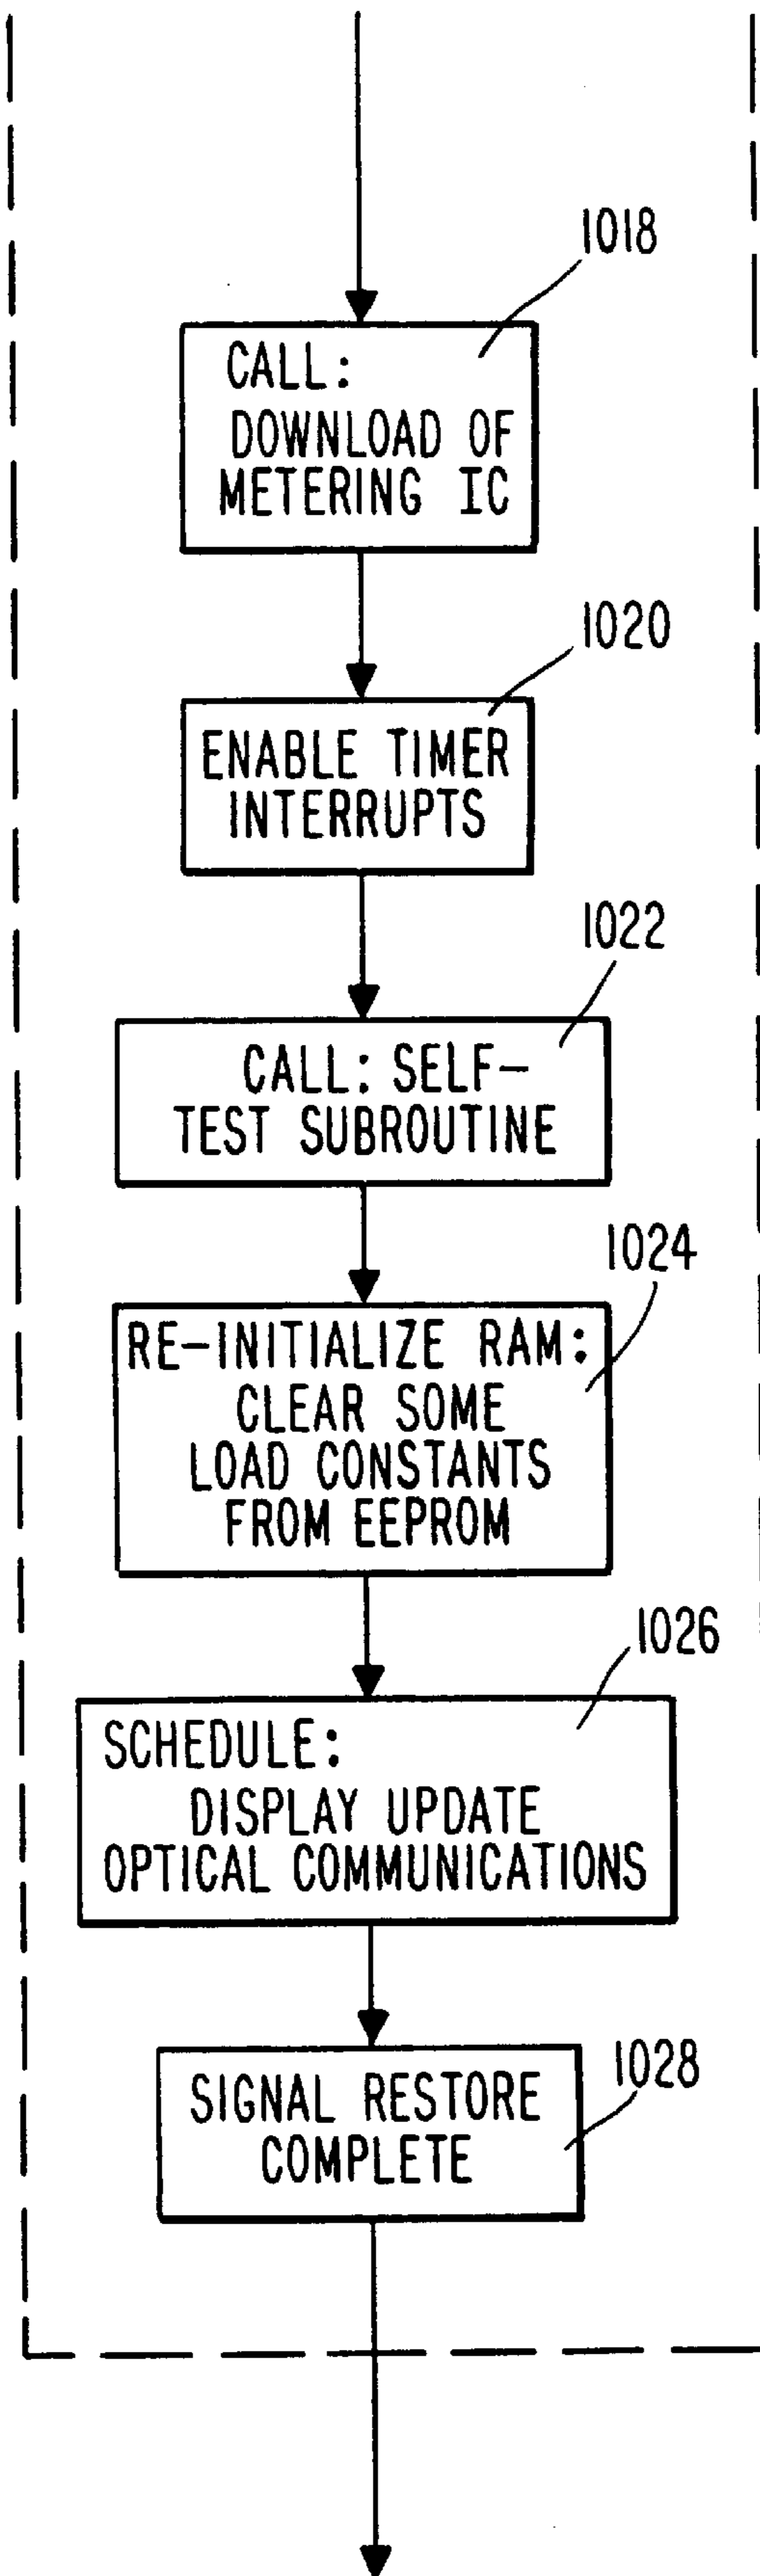 1018
CALL:
DOWNLOAD OF
METERING IC
1020
ENABLE TIMER
INTERRUPTS
1022
CALL: SELF-
TEST SUBROUTINE
1024
RE-INITIALIZE RAM:
CLEAR SOME
LOAD CONSTANTS
FROM EEPROM
1026
SCHEDULE:
DISPLAY UPDATE
OPTICAL COMMUNICATIONS
1028
SIGNAL RESTORE
COMPLETE